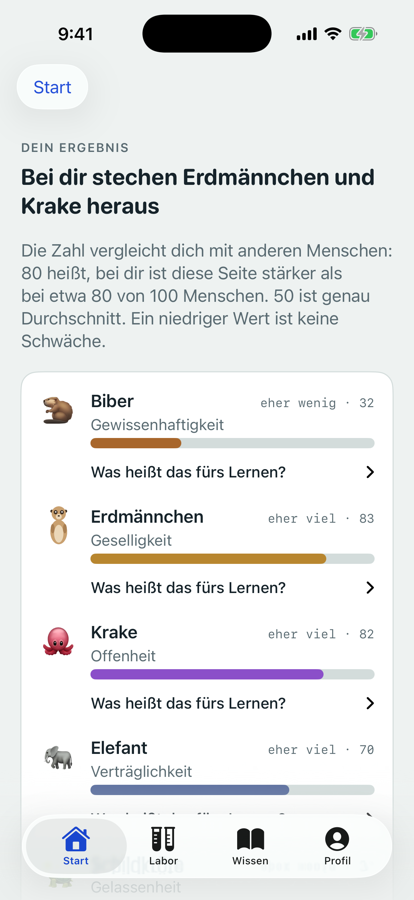 9:41
Start
DEIN ERGEBNIS
Bei dir stechen Erdmännchen und
Krake heraus
Die Zahl vergleicht dich mit anderen Menschen:
80 heißt, bei dir ist diese Seite stärker als
bei etwa 80 von 100 Menschen. 50 ist genau
Durchschnitt. Ein niedriger Wert ist keine
Schwäche.
Biber eher wenig · 32
Gewissenhaftigkeit
Was heißt das fürs Lernen?
Erdmännchen eher viel · 83
Geselligkeit
Was heißt das fürs Lernen?
Krake eher viel · 82
Offenheit
Was heißt das fürs Lernen?
Elefant eher viel · 70
Verträglichkeit
Start Labor Wissen Profil
Gelassenheit